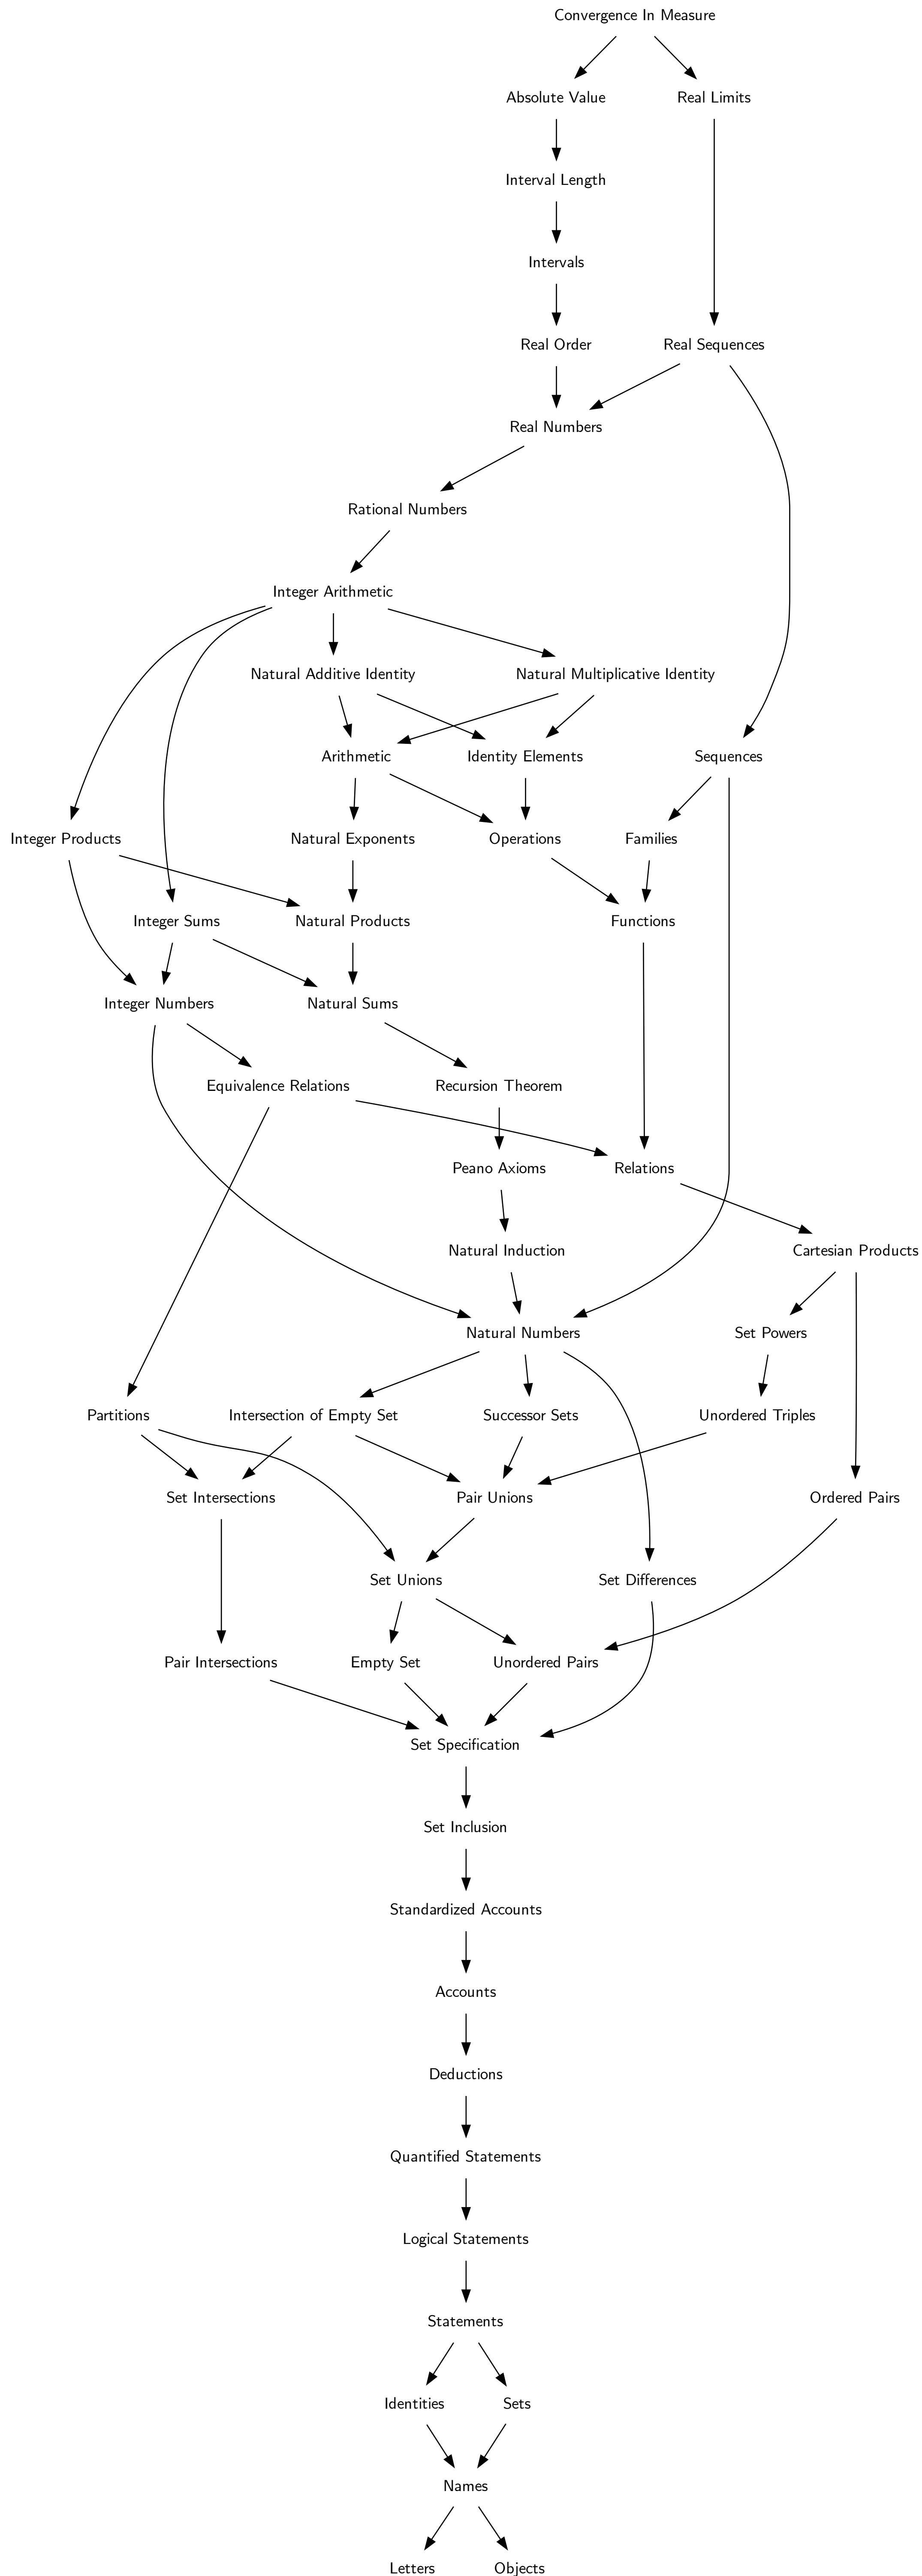 Convergence In Measure
Absolute Value
Real Limits
Interval Length
Intervals
Real Order
Real Sequences
Real Numbers
Rational Numbers
Integer Arithmetic
Natural Additive Identity
Natural Multiplicative Identity
Arithmetic
Identity Elements
Sequences
Integer Products
Natural Exponents
Operations
Families
Integer Sums
Natural Products
Functions
Integer Numbers
Natural Sums
Equivalence Relations
Recursion Theorem
Peano Axioms
Relations
Natural Induction
Cartesian Products
Natural Numbers
Set Powers
Partitions
Intersection of Empty Set
Successor Sets
Unordered Triples
Set Intersections
Pair Unions
Ordered Pairs
Set Unions
Set Differences
Pair Intersections
Empty Set
Unordered Pairs
Set Specification
Set Inclusion
Standardized Accounts
Accounts
Deductions
Quantified Statements
Logical Statements
Statements
Identities
Sets
Names
Letters
Objects